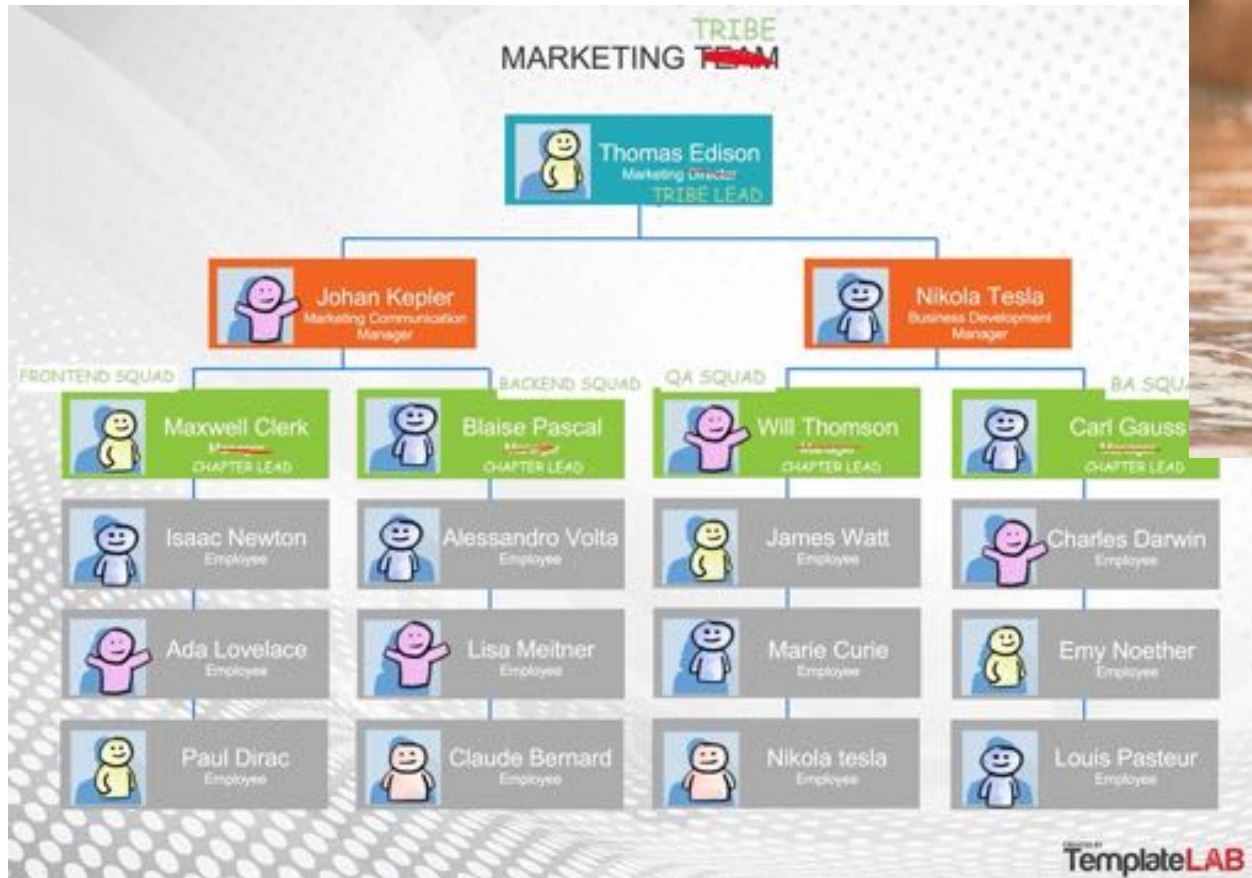 TRIBE
MARKETING TEAM
Thomas Edison
Marketing Director
TRIBE LEAD
Johan Kepler
Marketing Communication
Manager
Nikola Tesla
Business Development
Manager
FRONTEND SQUAD
BACKEND SQUAD
QA SQUAD
BA SQUA
Maxwell Clerk
Manager
CHAPTER LEAD
Blaise Pascal
Manager
CHAPTER LEAD
Will Thomson
Manager
CHAPTER LEAD
Carl Gauss
Manager
CHAPTER LEAD
Isaac Newton
Employee
Alessandro Volta
Employee
James Watt
Employee
Charles Darwin
Employee
Ada Lovelace
Employee
Lisa Meitner
Employee
Marie Curie
Employee
Emy Noether
Employee
Paul Dirac
Employee
Claude Bernard
Employee
Nikola tesla
Employee
Louis Pasteur
Employee
TemplateLAB